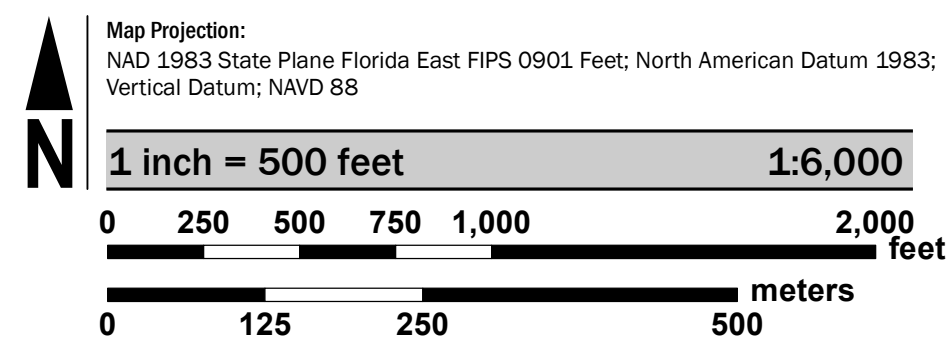 Map Projection:
NAD 1983 State Plane Florida East FIPS 0901 Feet; North American Datum 1983;
Vertical Datum; NAVD 88
N
1 inch = 500 feet 1:6,000
0 250 500 750 1,000 2,000
feet
meters
0 125 250 500